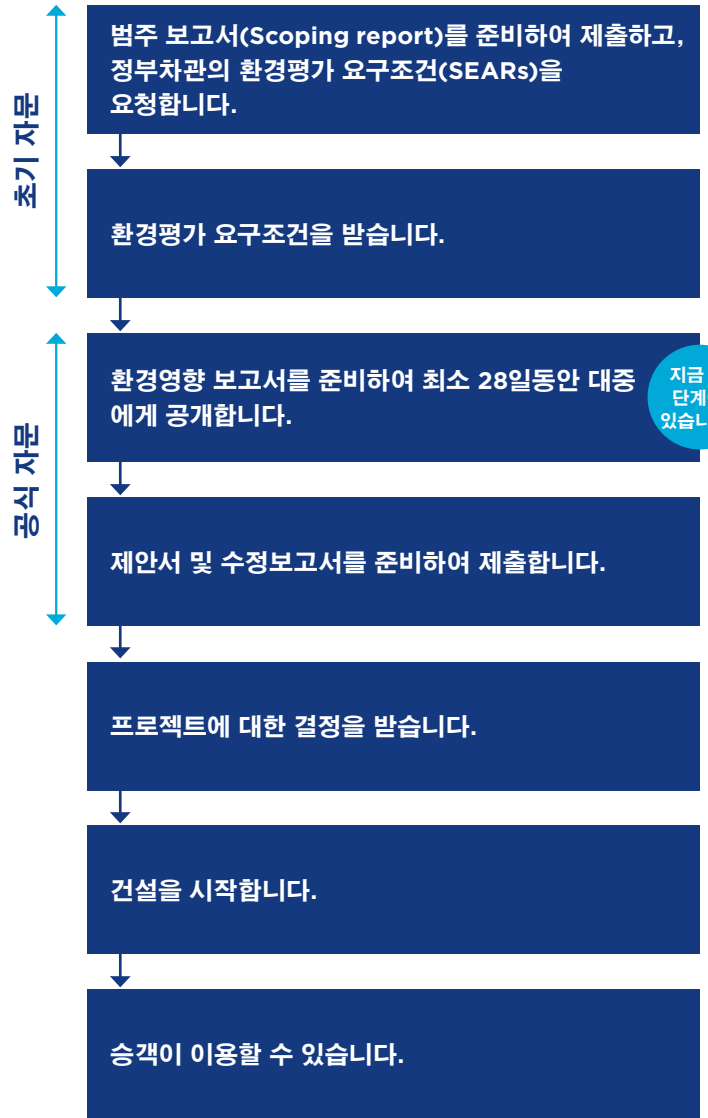 초기 자문
범주 보고서(Scoping report)를 준비하여 제출하고,
정부차관의 환경평가 요구조건(SEARs)을
요청합니다.
환경평가 요구조건을 받습니다.
공식 자문
환경영향 보고서를 준비하여 최소 28일동안 대중
에게 공개합니다.
지금
단계
제안서 및 수정보고서를 준비하여 제출합니다.
프로젝트에 대한 결정을 받습니다.
건설을 시작합니다.
승객이 이용할 수 있습니다.